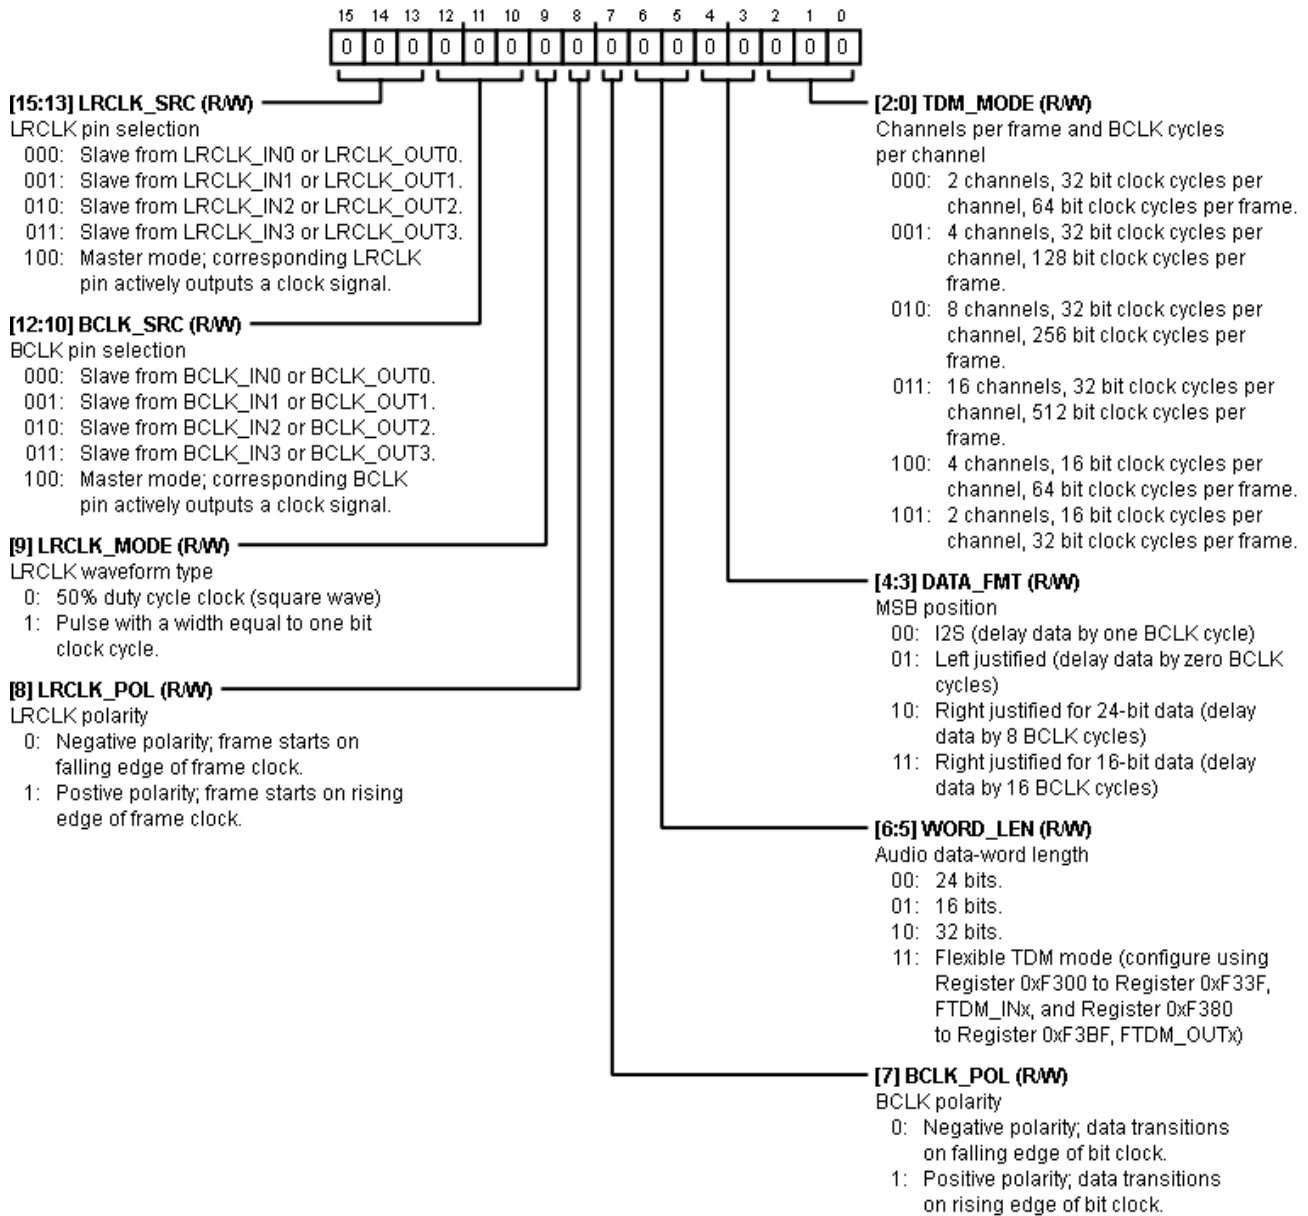 15 14 13 12 11 10 9 8 7 6 5 4 3 2 1 0
0 0 0 0 0 0 0 0 0 0 0 0 0 0 0 0
[15:13] LRCLK_SRC (R/W)
LRCLK pin selection
000: Slave from LRCLK_IN0 or LRCLK_OUT0.
001: Slave from LRCLK_IN1 or LRCLK_OUT1.
010: Slave from LRCLK_IN2 or LRCLK_OUT2.
011: Slave from LRCLK_IN3 or LRCLK_OUT3.
100: Master mode; corresponding LRCLK
pin actively outputs a clock signal.
[12:10] BCLK_SRC (R/W)
BCLK pin selection
000: Slave from BCLK_IN0 or BCLK_OUT0.
001: Slave from BCLK_IN1 or BCLK_OUT1.
010: Slave from BCLK_IN2 or BCLK_OUT2.
011: Slave from BCLK_IN3 or BCLK_OUT3.
100: Master mode; corresponding BCLK
pin actively outputs a clock signal.
[9] LRCLK_MODE (R/W)
LRCLK waveform type
0: 50% duty cycle clock (square wave)
1: Pulse with a width equal to one bit
clock cycle.
[8] LRCLK_POL (R/W)
LRCLK polarity
0: Negative polarity; frame starts on
falling edge of frame clock.
1: Postive polarity; frame starts on rising
edge of frame clock.
[2:0] TDM_MODE (R/W)
Channels per frame and BCLK cycles
per channel
000: 2 channels, 32 bit clock cycles per
channel, 64 bit clock cycles per frame.
001: 4 channels, 32 bit clock cycles per
channel, 128 bit clock cycles per
frame.
010: 8 channels, 32 bit clock cycles per
channel, 256 bit clock cycles per
frame.
011: 16 channels, 32 bit clock cycles per
channel, 512 bit clock cycles per
frame.
100: 4 channels, 16 bit clock cycles per
channel, 64 bit clock cycles per frame.
101: 2 channels, 16 bit clock cycles per
channel, 32 bit clock cycles per frame.
[4:3] DATA_FMT (R/W)
MSB position
00: I2S (delay data by one BCLK cycle)
01: Left justified (delay data by zero BCLK
cycles)
10: Right justified for 24-bit data (delay
data by 8 BCLK cycles)
11: Right justified for 16-bit data (delay
data by 16 BCLK cycles)
[6:5] WORD_LEN (R/W)
Audio data-word length
00: 24 bits.
01: 16 bits.
10: 32 bits.
11: Flexible TDM mode (configure using
Register 0xF300 to Register 0xF33F,
FTDM_INx, and Register 0xF380
to Register 0xF3BF, FTDM_OUTx)
[7] BCLK_POL (R/W)
BCLK polarity
0: Negative polarity; data transitions
on falling edge of bit clock.
1: Positive polarity; data transitions
on rising edge of bit clock.